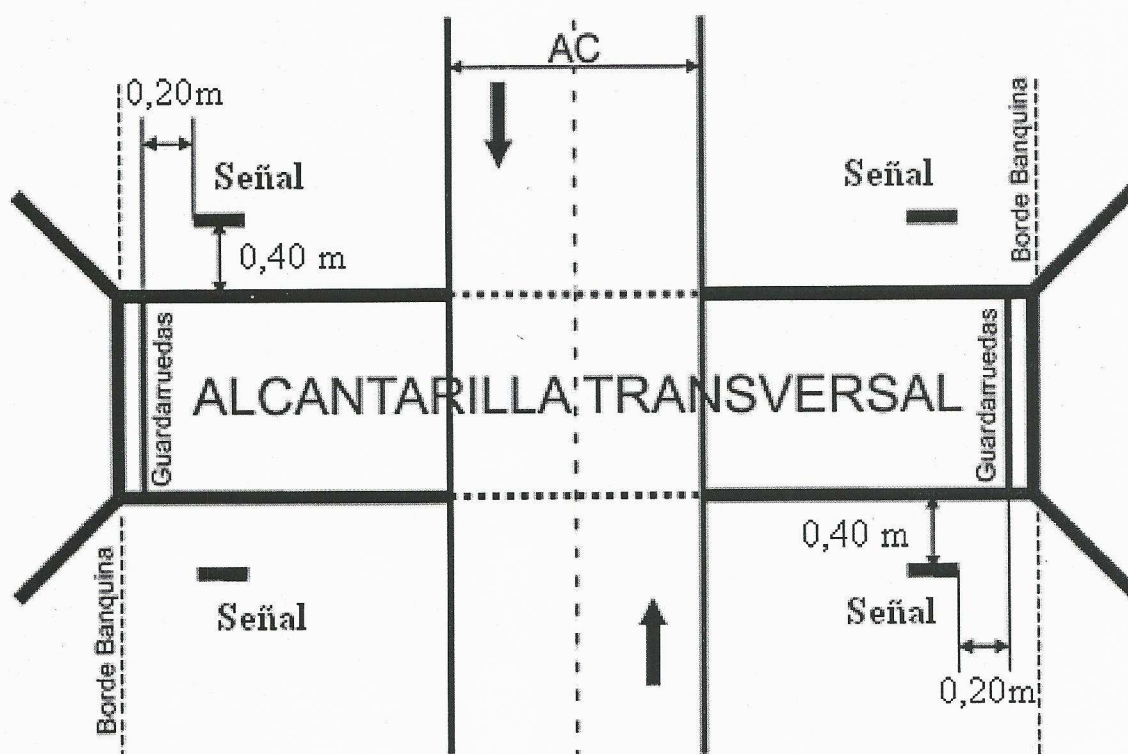 AC
0,20m
Señal
Señal
Borde Banquina
0,40 m
Guardarruedas
ALCANTARILLA TRANSVERSAL
Guardarruedas
0,40 m
Borde Banquina
Señal
Señal
0,20m